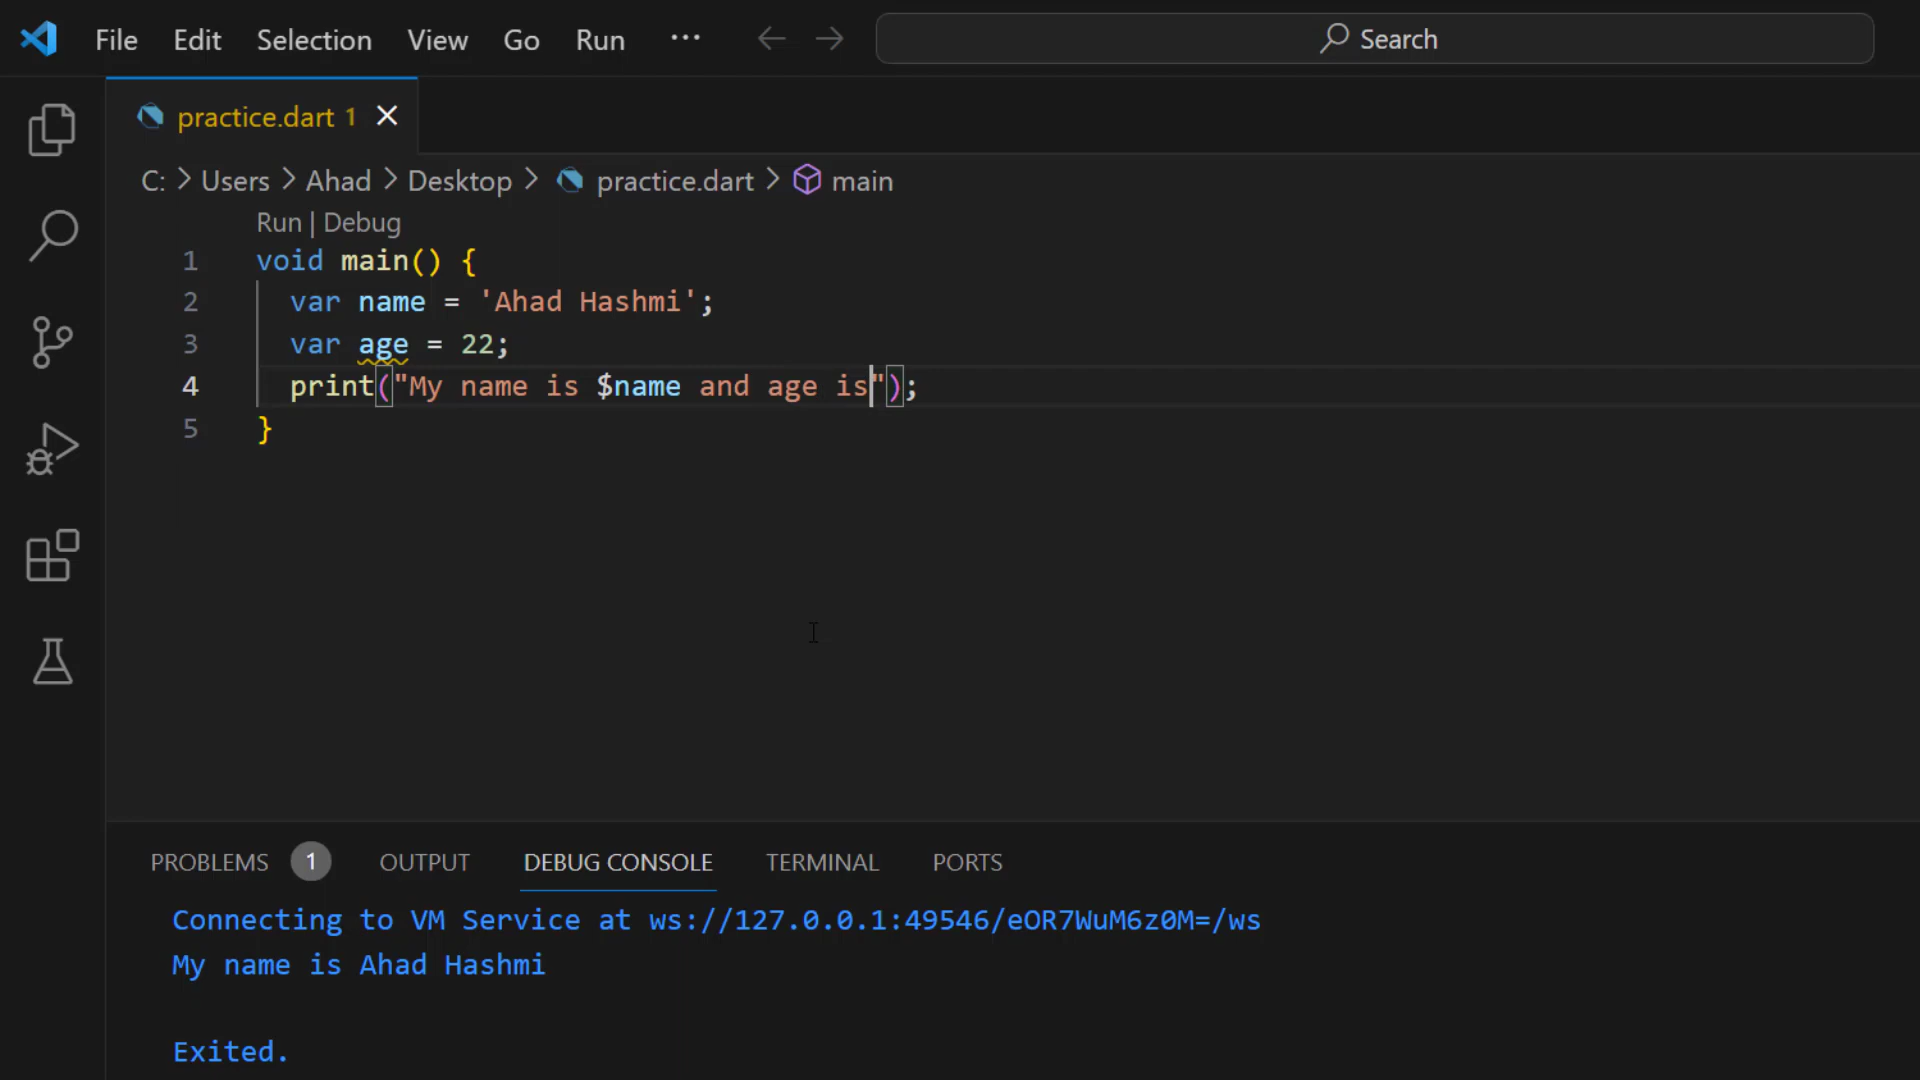 File Edit Selection View Go Run ... Search
practice.dart 1
C: > Users > Ahad > Desktop > practice.dart > main
Run | Debug
1 void main() {
2 var name = 'Ahad Hashmi';
3 var age = 22;
4 print("My name is $name and age is");
5 }
PROBLEMS 1 OUTPUT DEBUG CONSOLE TERMINAL PORTS
Connecting to VM Service at ws://127.0.0.1:49546/eOR7WuM6z0M=/ws
My name is Ahad Hashmi
Exited.